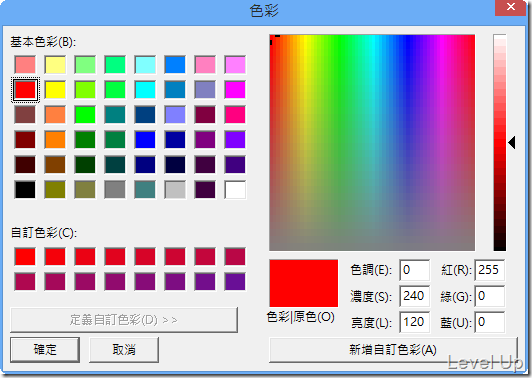 色彩
基本色彩(B):
自訂色彩(C):
定義自訂色彩(D) >>
確定
取消
色彩|原色(O)
色調(E): 0
紅(R): 255
濃度(S): 240
綠(G): 0
亮度(L): 120
藍(U): 0
新增自訂色彩(A)
Level Up